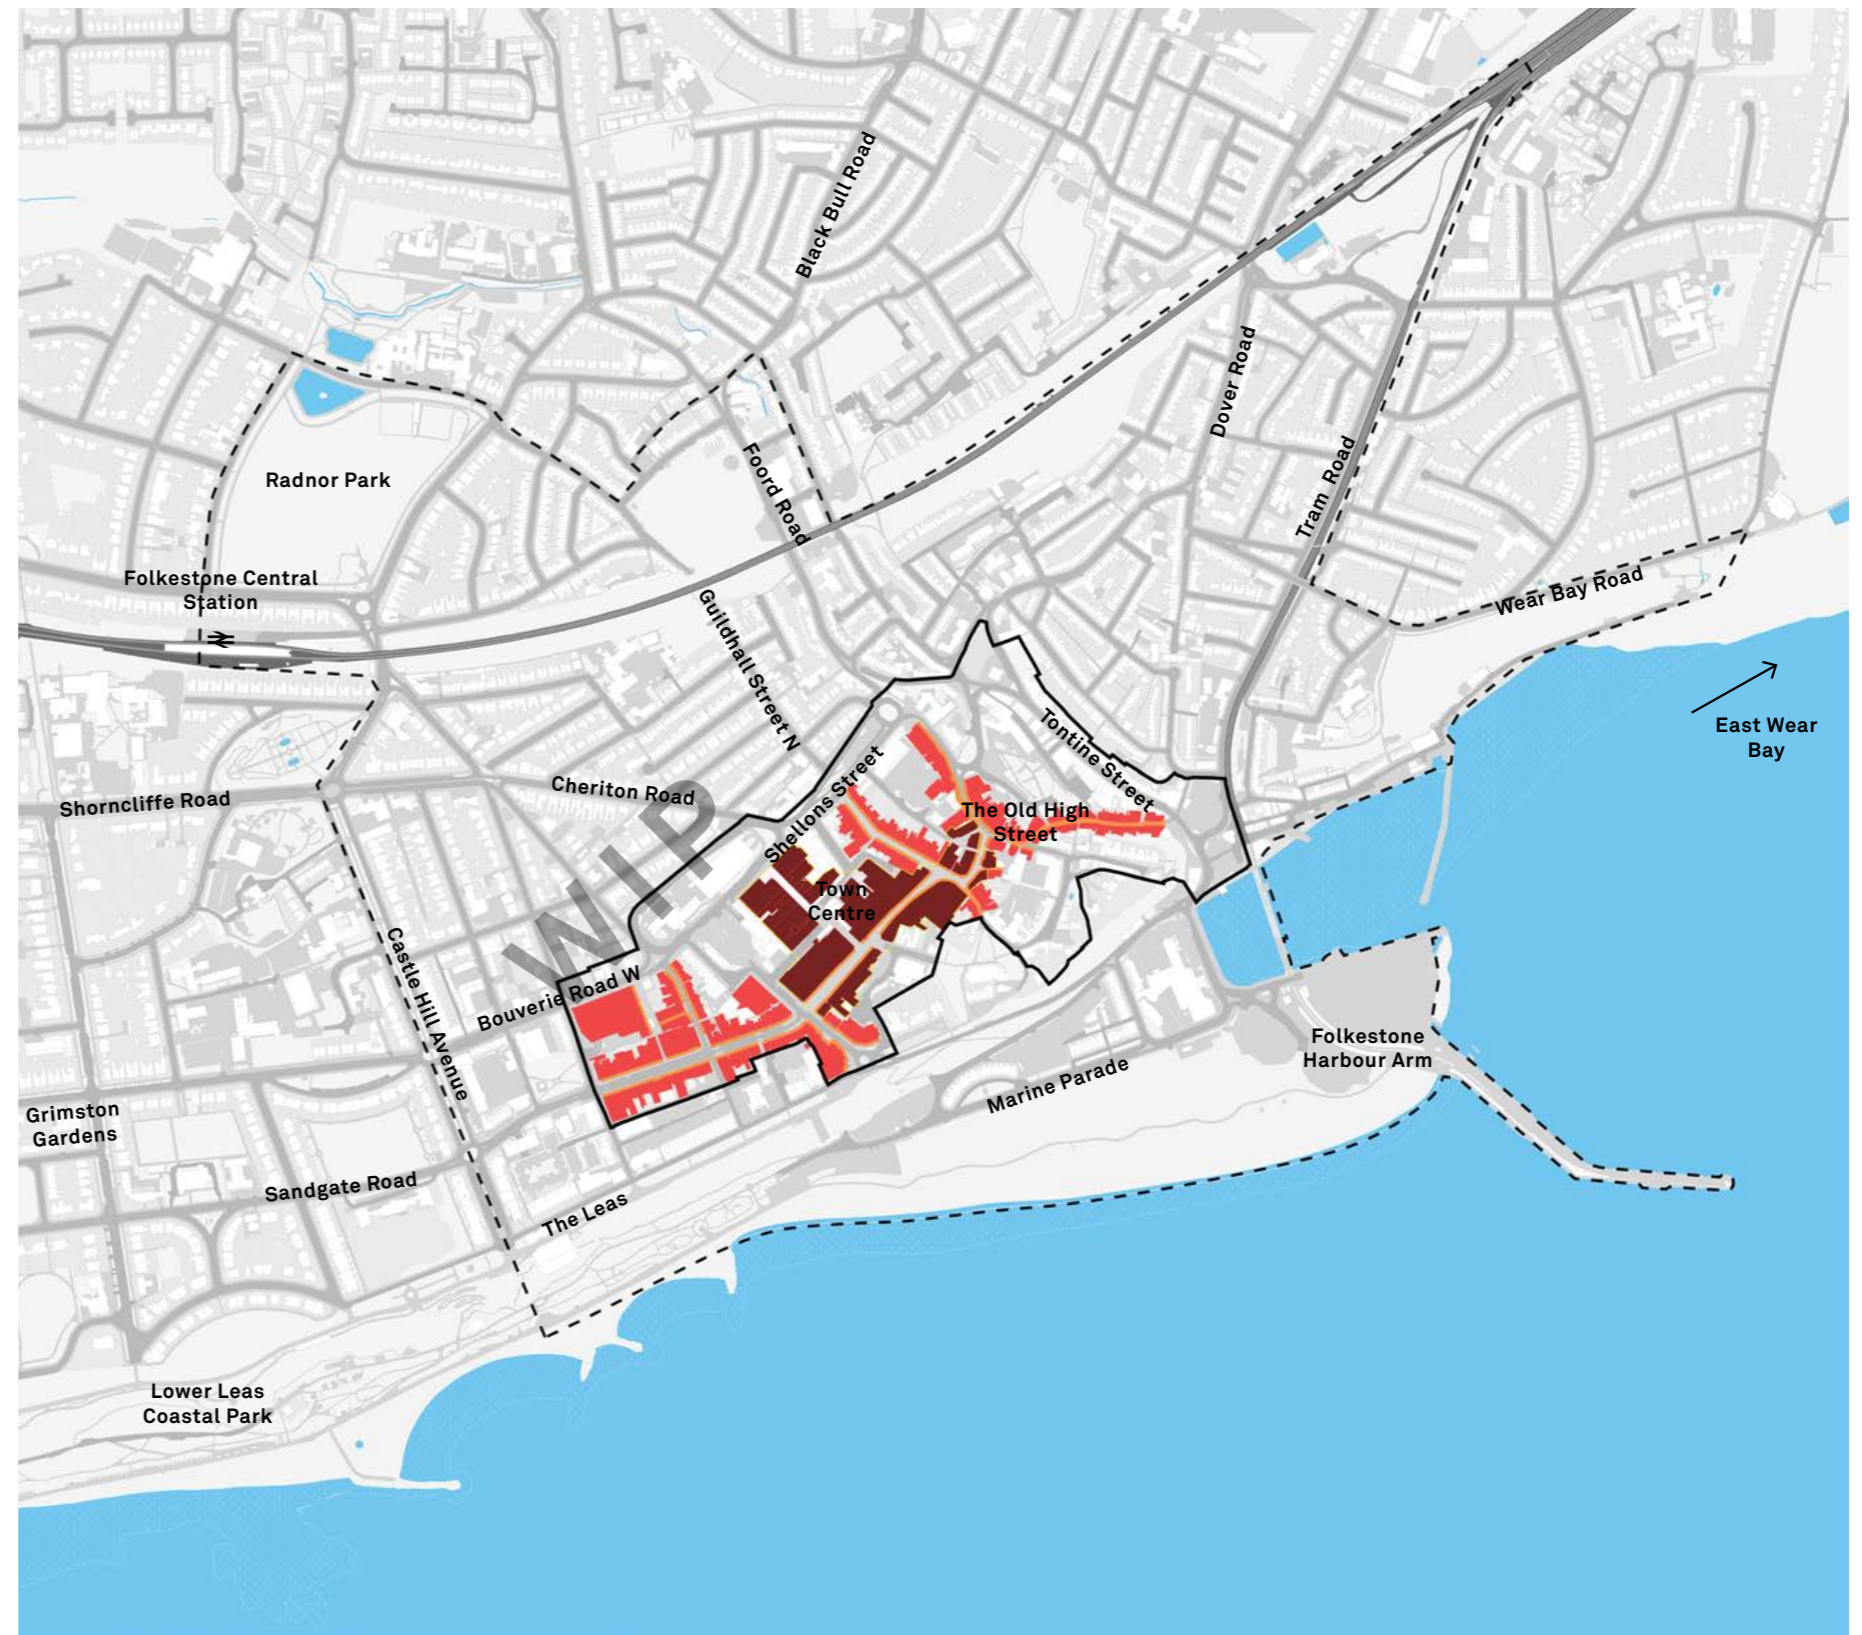 Black Bull Road
Dover Road
Radnor Park
Foord Road
Tram Road
Folkestone Central
Station
Wear Bay Road
Guildhall Street N
East Wear
Bay
Tontine Street
Shellons Street
Cheriton Road
Shorncliffe Road
The Old High
Street
WIP
Town
Centre
Castle Hill Avenue
Bouverie Road W
Folkestone
Harbour Arm
Marine Parade
Grimston
Gardens
Sandgate Road
The Leas
Lower Leas
Coastal Park